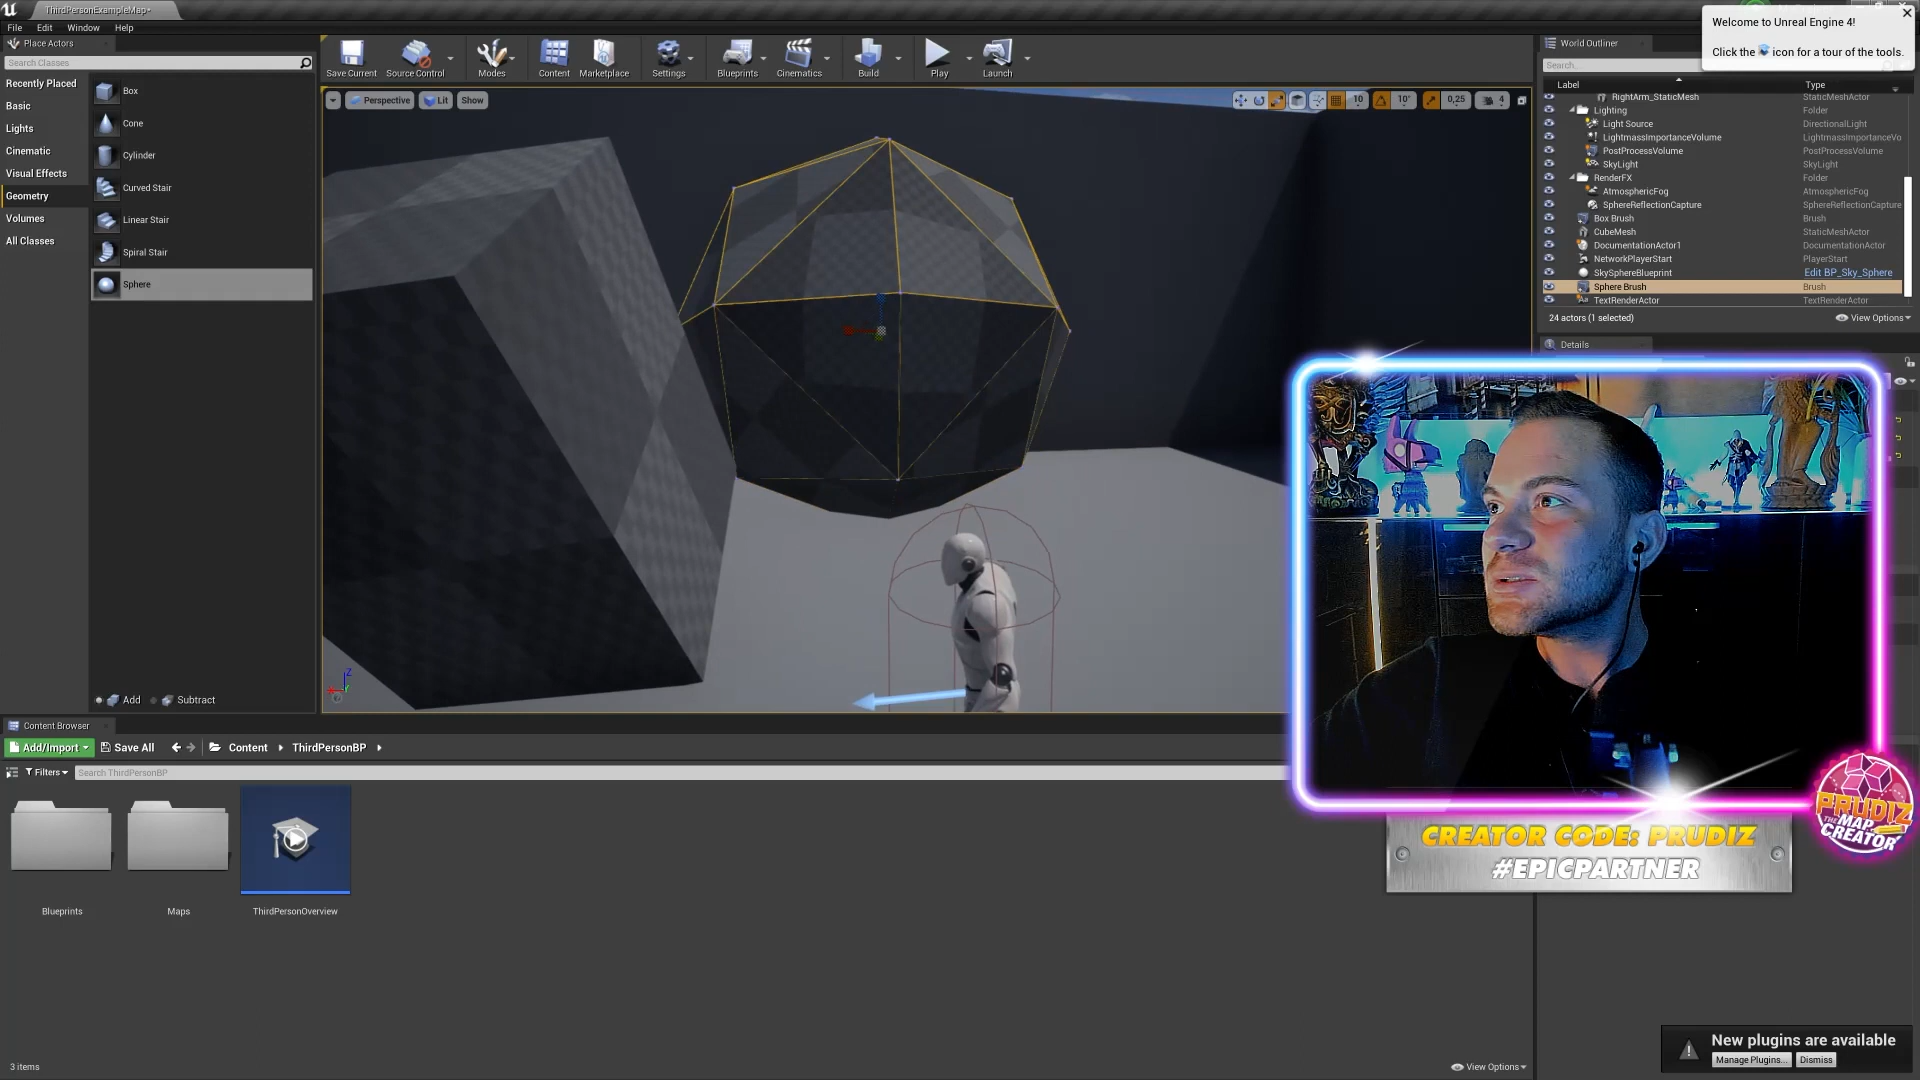 ThirdPersonExampleMap•
File Edit Window Help
Place Actors
Search Classes
Recently Placed
Basic
Lights
Cinematic
Visual Effects
Geometry
Volumes
All Classes
Box
Cone
Cylinder
Curved Stair
Linear Stair
Spiral Stair
Sphere
Add Subtract
Save Current Source Control Modes Content Marketplace Settings Blueprints Cinematics Build Play Launch
Perspective Lit Show
10 10° 0,25 4
Z
World Outliner
Welcome to Unreal Engine 4!
Click the icon for a tour of the tools.
Search...
Label Type
RightArm_StaticMesh StaticMeshActor
Lighting Folder
Light Source DirectionalLight
LightmassImportanceVolume LightmassImportanceVo
PostProcessVolume PostProcessVolume
SkyLight SkyLight
RenderFX Folder
AtmosphericFog AtmosphericFog
SphereReflectionCapture SphereReflectionCapture
Box Brush Brush
CubeMesh StaticMeshActor
DocumentationActor1 DocumentationActor
NetworkPlayerStart PlayerStart
SkySphereBlueprint Edit BP_Sky_Sphere
Sphere Brush Brush
TextRenderActor TextRenderActor
24 actors (1 selected) View Options
Details
CREATOR CODE: PRUDIZ
#EPICPARTNER
PRUDIZ
THE MAP
CREATOR
Content Browser
Add/Import Save All Content ThirdPersonBP
Filters Search ThirdPersonBP
Blueprints
Maps
ThirdPersonOverview
3 items
View Options
New plugins are available
Manage Plugins... Dismiss